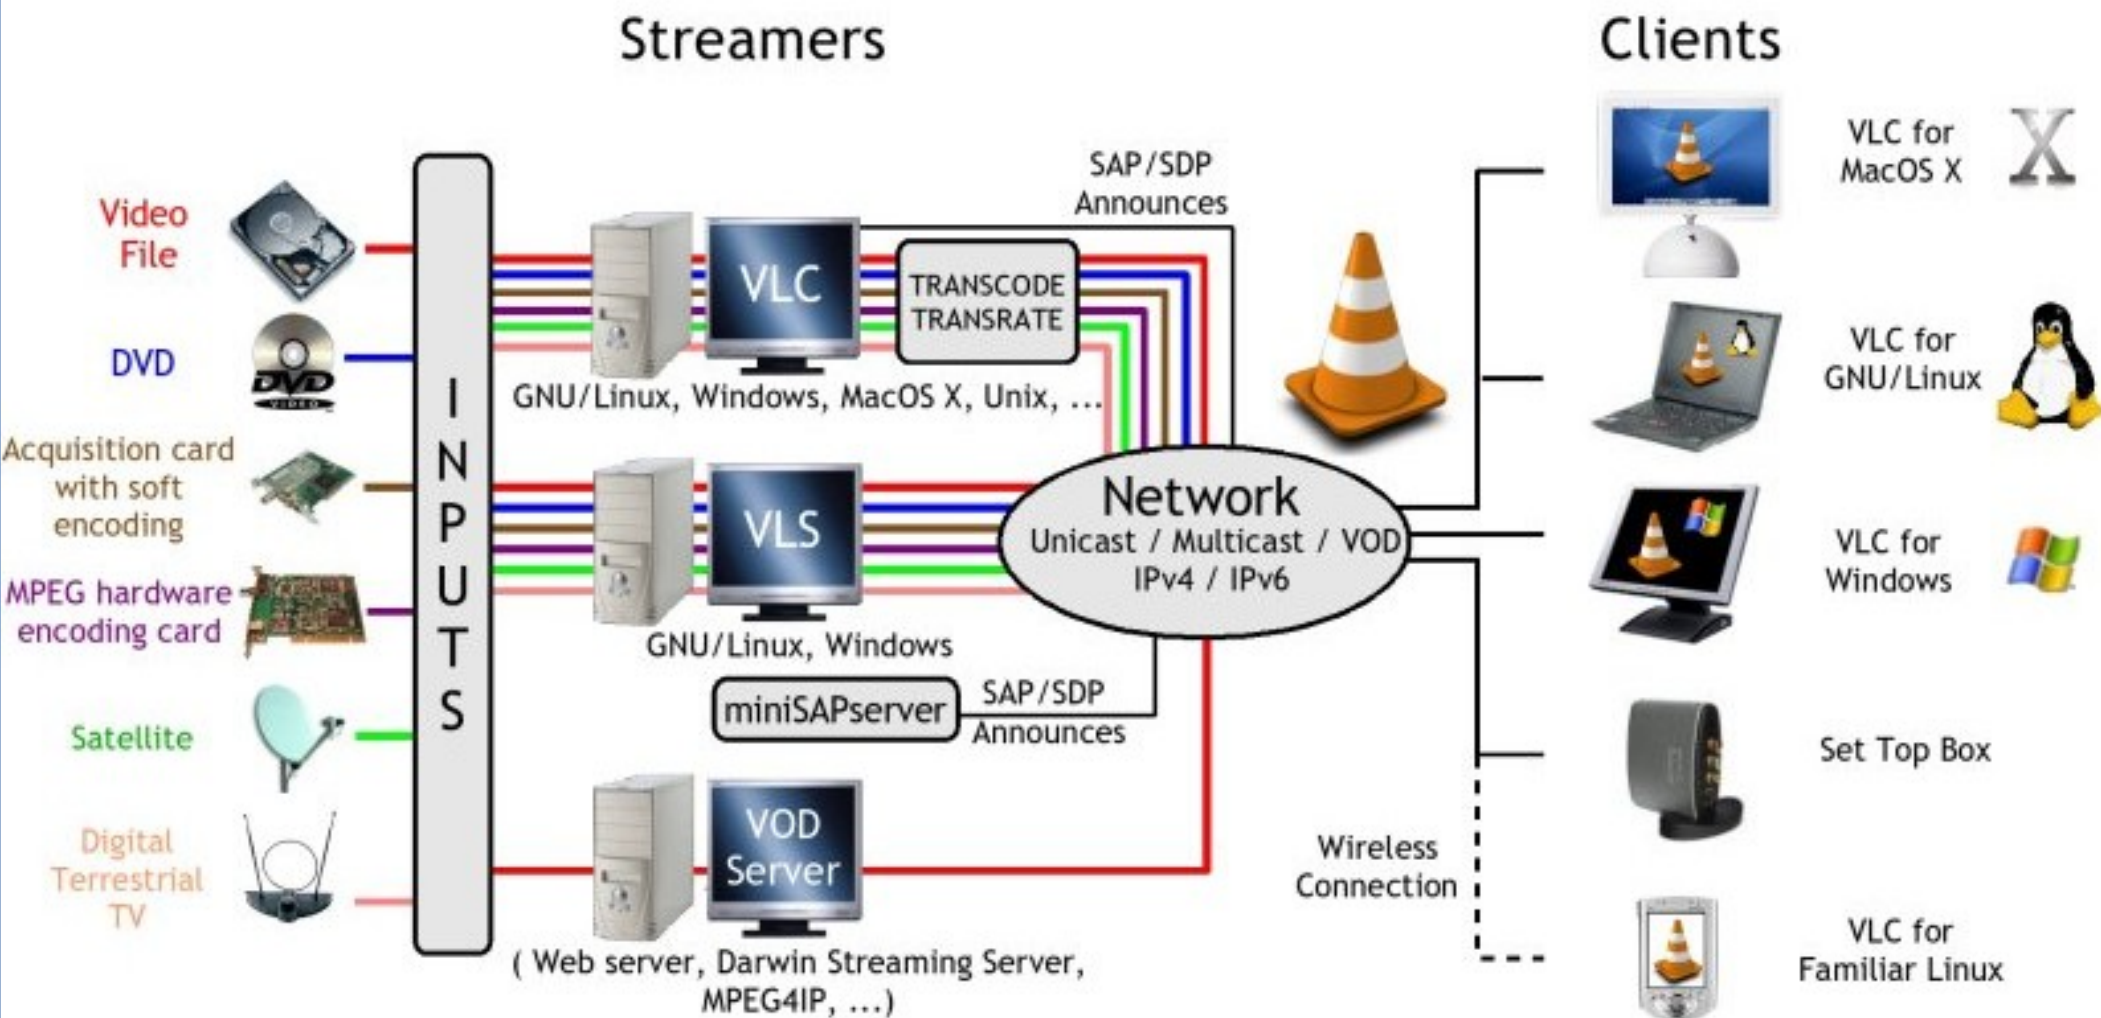 Streamers
Clients
Video
File
DVD
DVD
VIDEO
Acquisition card
with soft
encoding
MPEG hardware
encoding card
Satellite
Digital
Terrestrial
TV
INPUTS
VLC
TRANSCODE
TRANSRATE
SAP/SDP
Announces
GNU/Linux, Windows, MacOS X, Unix, ...
VLS
GNU/Linux, Windows
Network
Unicast / Multicast / VOD
IPv4 / IPv6
miniSAPserver
SAP/SDP
Announces
VOD
Server
( Web server, Darwin Streaming Server,
MPEG4IP, ...)
Wireless
Connection
VLC for
MacOS X
X
VLC for
GNU/Linux
VLC for
Windows
Set Top Box
VLC for
Familiar Linux